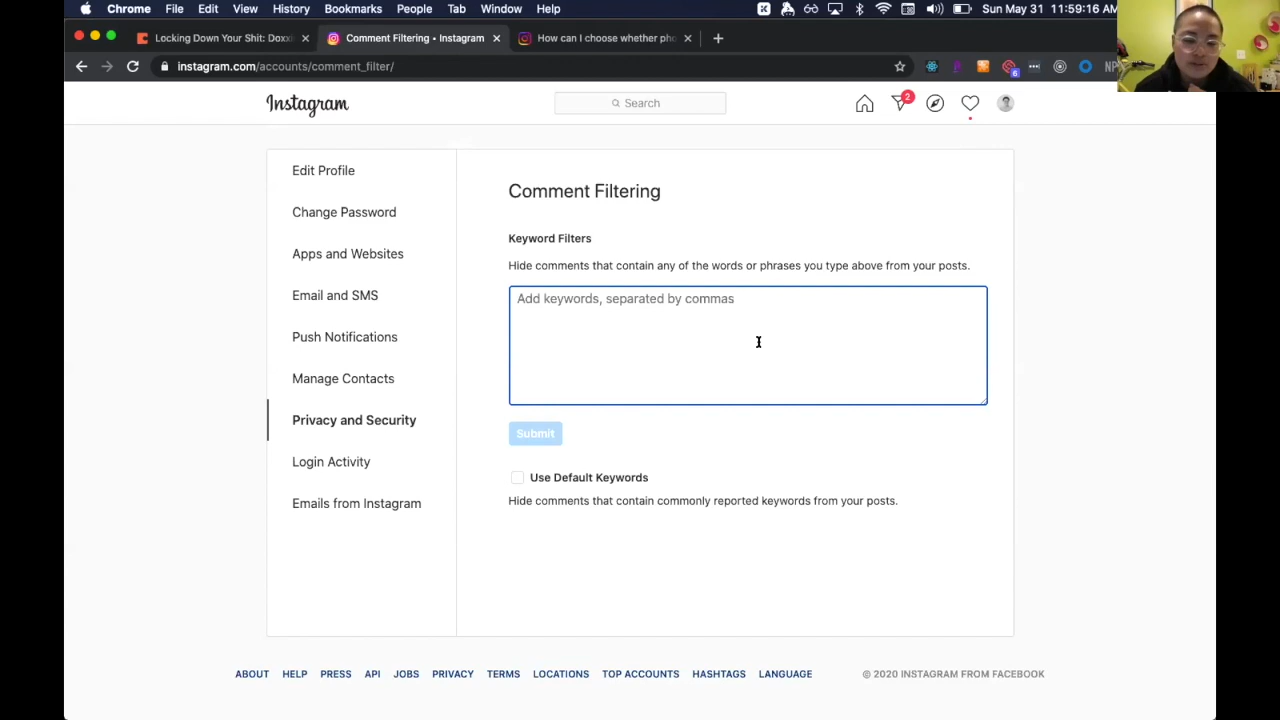 Chrome File Edit View History Bookmarks People Tab Window Help Sun May 31 11:59:16 AM
Locking Down Your Shit: Doxxi
Comment Filtering • Instagram
How can I choose whether pho
instagram.com/accounts/comment_filter/
6
NP
Instagram
Search
2
Edit Profile
Change Password
Apps and Websites
Email and SMS
Push Notifications
Manage Contacts
Privacy and Security
Login Activity
Emails from Instagram
Comment Filtering
Keyword Filters
Hide comments that contain any of the words or phrases you type above from your posts.
Add keywords, separated by commas
Submit
Use Default Keywords
Hide comments that contain commonly reported keywords from your posts.
ABOUT HELP PRESS API JOBS PRIVACY TERMS LOCATIONS TOP ACCOUNTS HASHTAGS LANGUAGE © 2020 INSTAGRAM FROM FACEBOOK